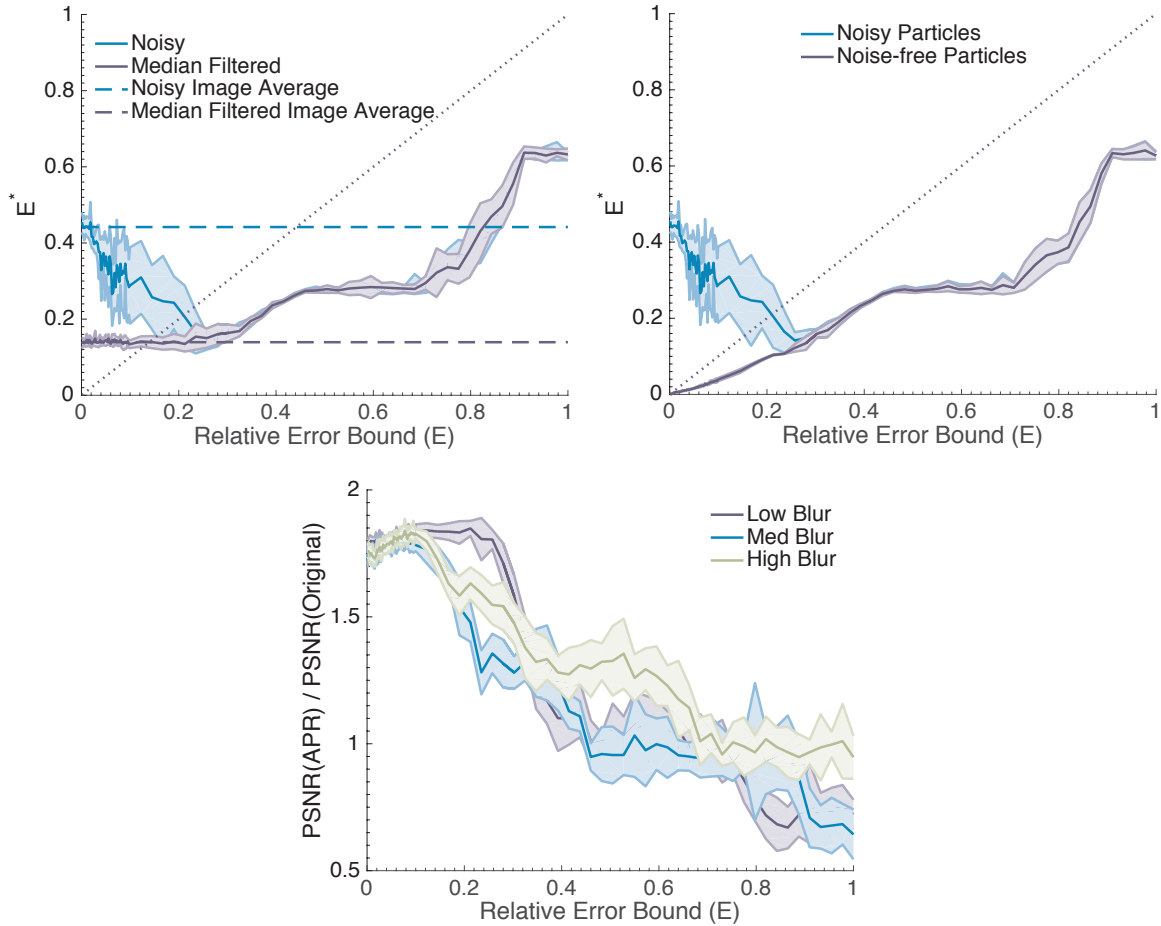 1
0.8
0.6
0.4
0.2
0
E*
Noisy
Median Filtered
Noisy Image Average
Median Filtered Image Average
0 0.2 0.4 0.6 0.8 1
Relative Error Bound (E)
1
0.8
0.6
0.4
0.2
0
E*
Noisy Particles
Noise-free Particles
0 0.2 0.4 0.6 0.8 1
Relative Error Bound (E)
2
1.5
1
0.5
PSNR(APR) / PSNR(Original)
Low Blur
Med Blur
High Blur
0 0.2 0.4 0.6 0.8 1
Relative Error Bound (E)